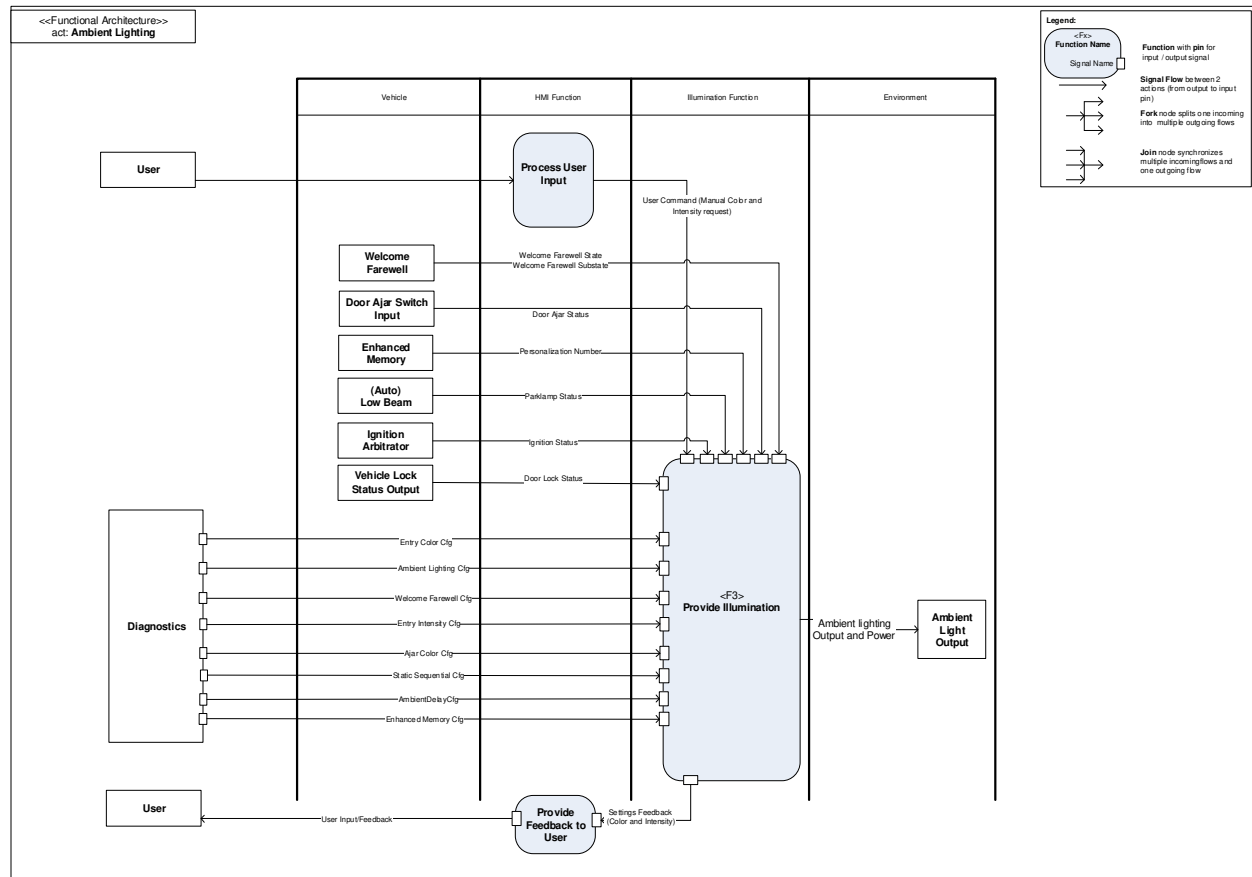 <<Functional Architecture>>
act: Ambient Lighting
Legend:
<Fx>
Function Name
Signal Name
Function with pin for
input / output signal
Signal Flow between 2
actions (from output to input
pin)
Fork node splits one incoming
into multiple outgoing flows
Join node synchronizes
multiple incomingflows and
one outgoing flow
Vehicle
HMI Function
Illumination Function
Environment
User
Process User
Input
User Command (Manual Color and
Intensity request)
Welcome
Farewell
Welcome Farewell State
Welcome Farewell Substate
Door Ajar Switch
Input
Door Ajar Status
Enhanced
Memory
Personalization Number
(Auto)
Low Beam
Parklamp Status
Ignition
Arbitrator
Ignition Status
Vehicle Lock
Status Output
Door Lock Status
Diagnostics
Entry Color Cfg
Ambient Lighting Cfg
Welcome Farewell Cfg
Entry Intensity Cfg
Ajar Color Cfg
Static Sequential Cfg
AmbientDelayCfg
Enhanced Memory Cfg
<F3>
Provide Illumination
Ambient lighting
Output and Power
Ambient
Light
Output
User
User Input/Feedback
Provide
Feedback to
User
Settings Feedback
(Color and Intensity)